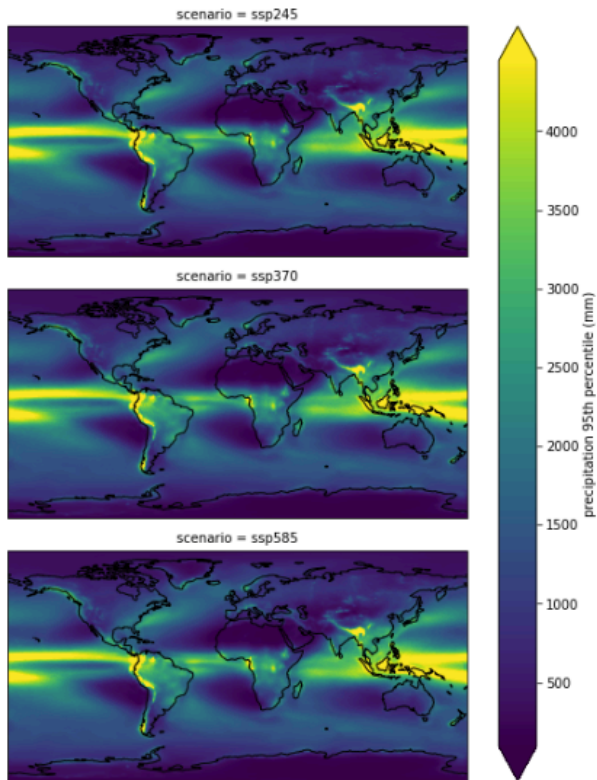 scenario = ssp245
scenario = ssp370
scenario = ssp585
4000
3500
3000
2500
2000
1500
1000
500
precipitation 95th percentile (mm)